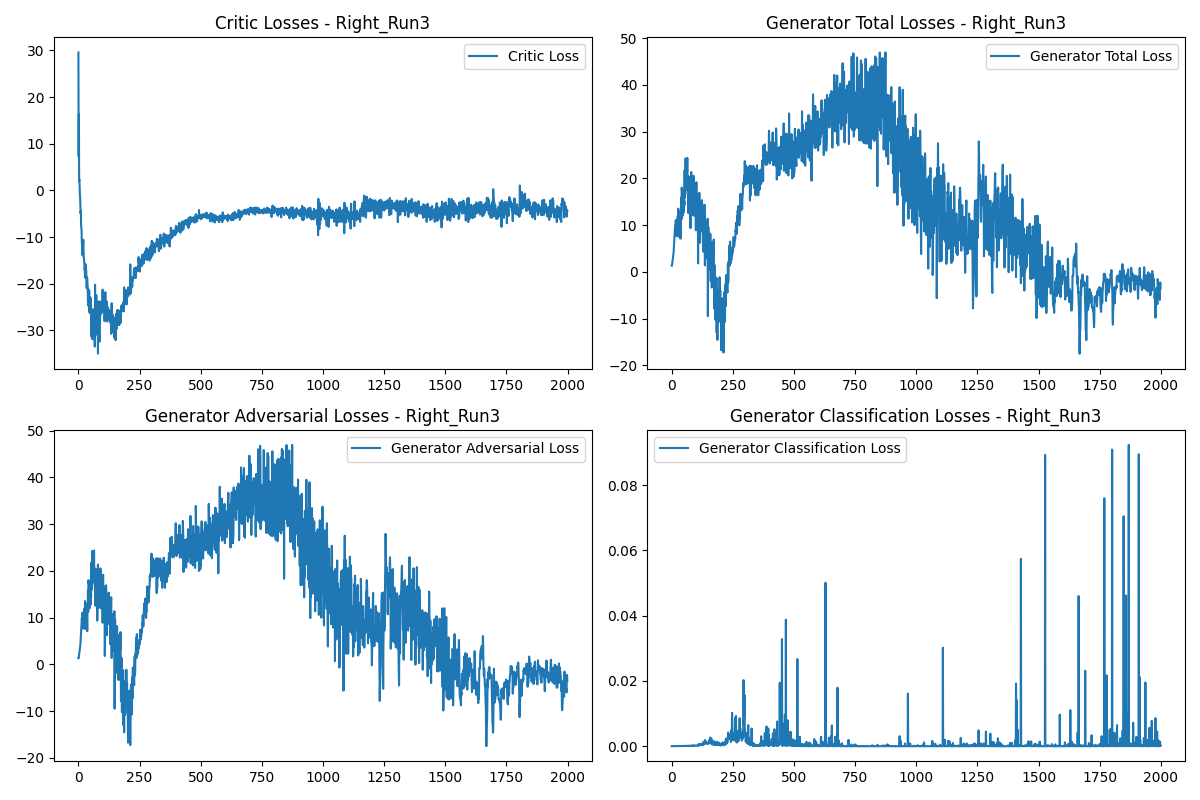 Critic Losses - Right_Run3
Critic Loss
30
20
10
0
−10
−20
−30
0 250 500 750 1000 1250 1500 1750 2000
Generator Total Losses - Right_Run3
Generator Total Loss
50
40
30
20
10
0
−10
−20
0 250 500 750 1000 1250 1500 1750 2000
Generator Adversarial Losses - Right_Run3
Generator Adversarial Loss
50
40
30
20
10
0
−10
−20
0 250 500 750 1000 1250 1500 1750 2000
Generator Classification Losses - Right_Run3
Generator Classification Loss
0.08
0.06
0.04
0.02
0.00
0 250 500 750 1000 1250 1500 1750 2000